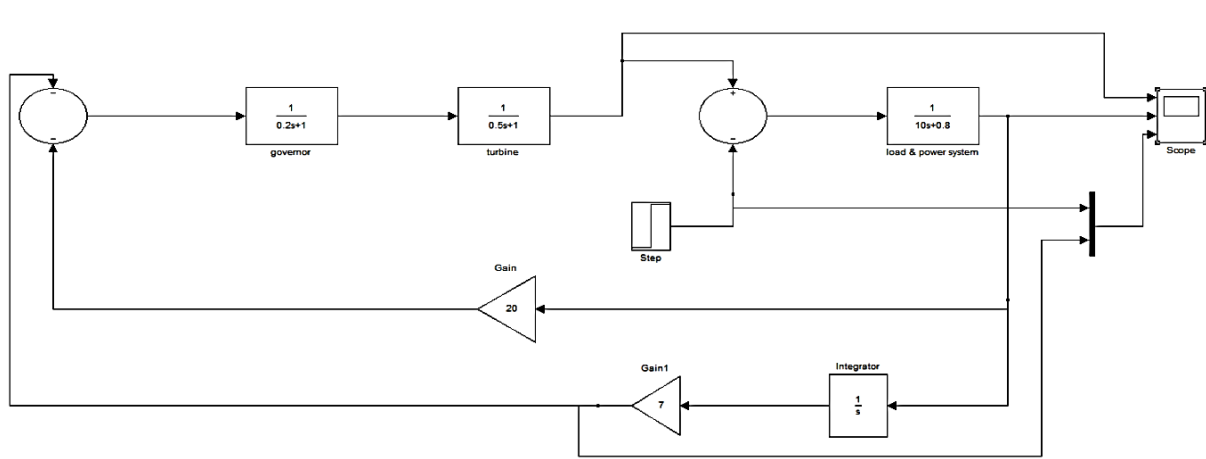 1
0.2s+1
governor
1
0.5s+1
turbine
+
-
-
-
1
10s+0.8
load & power system
Scope
Step
Gain
20
Gain1
7
Integrator
1
s